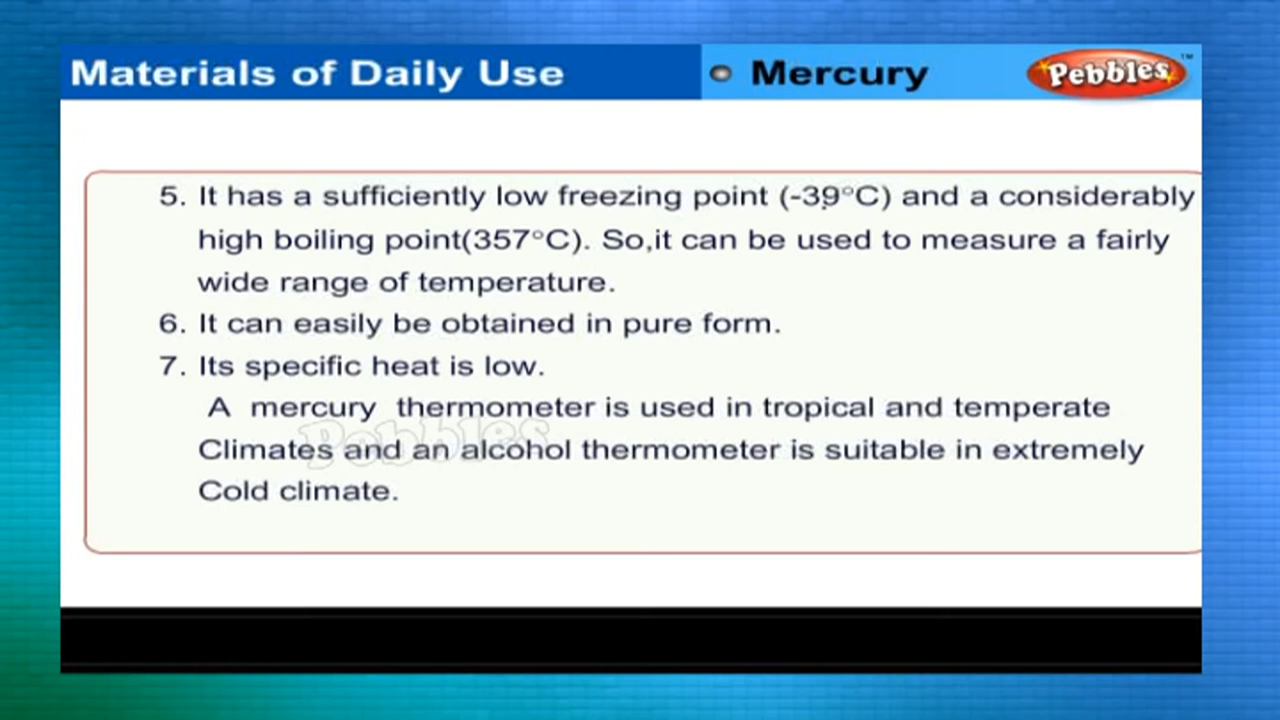 Materials of Daily Use
Mercury
Pebbles™
5. It has a sufficiently low freezing point (-39°C) and a considerably
high boiling point(357°C). So,it can be used to measure a fairly
wide range of temperature.
6. It can easily be obtained in pure form.
7. Its specific heat is low.
A mercury thermometer is used in tropical and temperate
Pebbles
Climates and an alcohol thermometer is suitable in extremely
Cold climate.